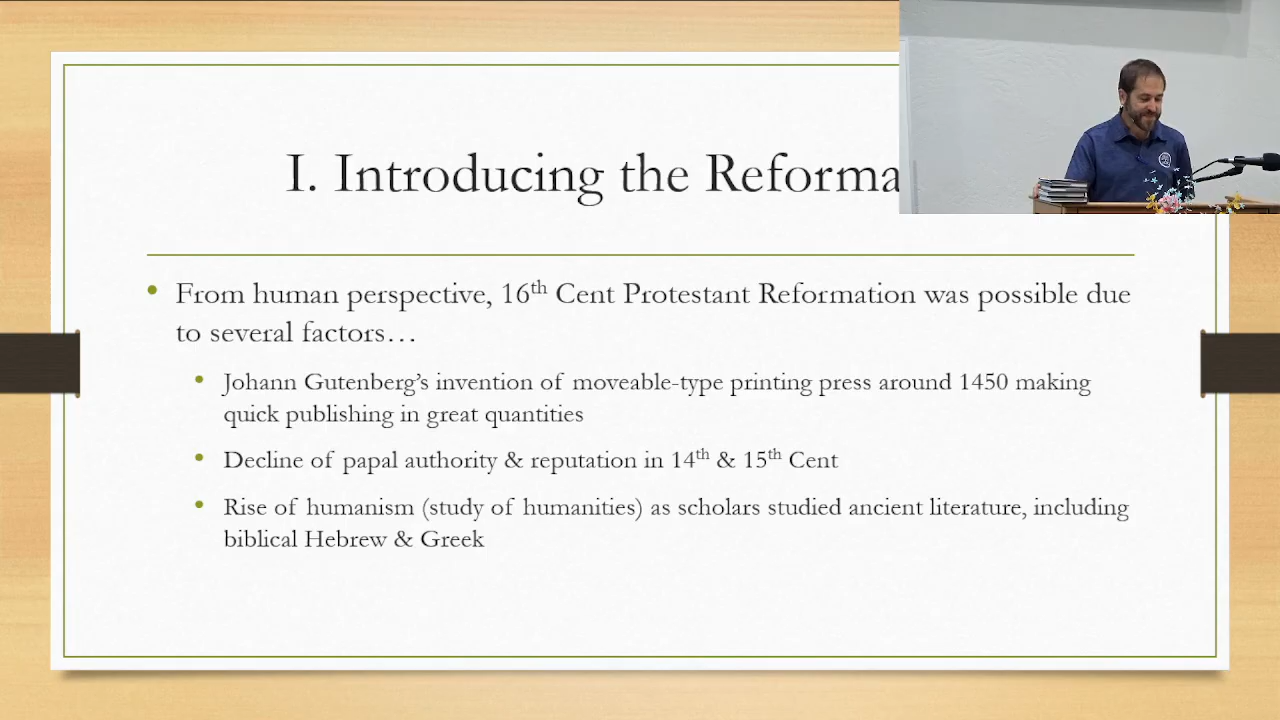 I. Introducing the Reforma
• From human perspective, 16th Cent Protestant Reformation was possible due
to several factors…
• Johann Gutenberg’s invention of moveable-type printing press around 1450 making
quick publishing in great quantities
• Decline of papal authority & reputation in 14th & 15th Cent
• Rise of humanism (study of humanities) as scholars studied ancient literature, including
biblical Hebrew & Greek